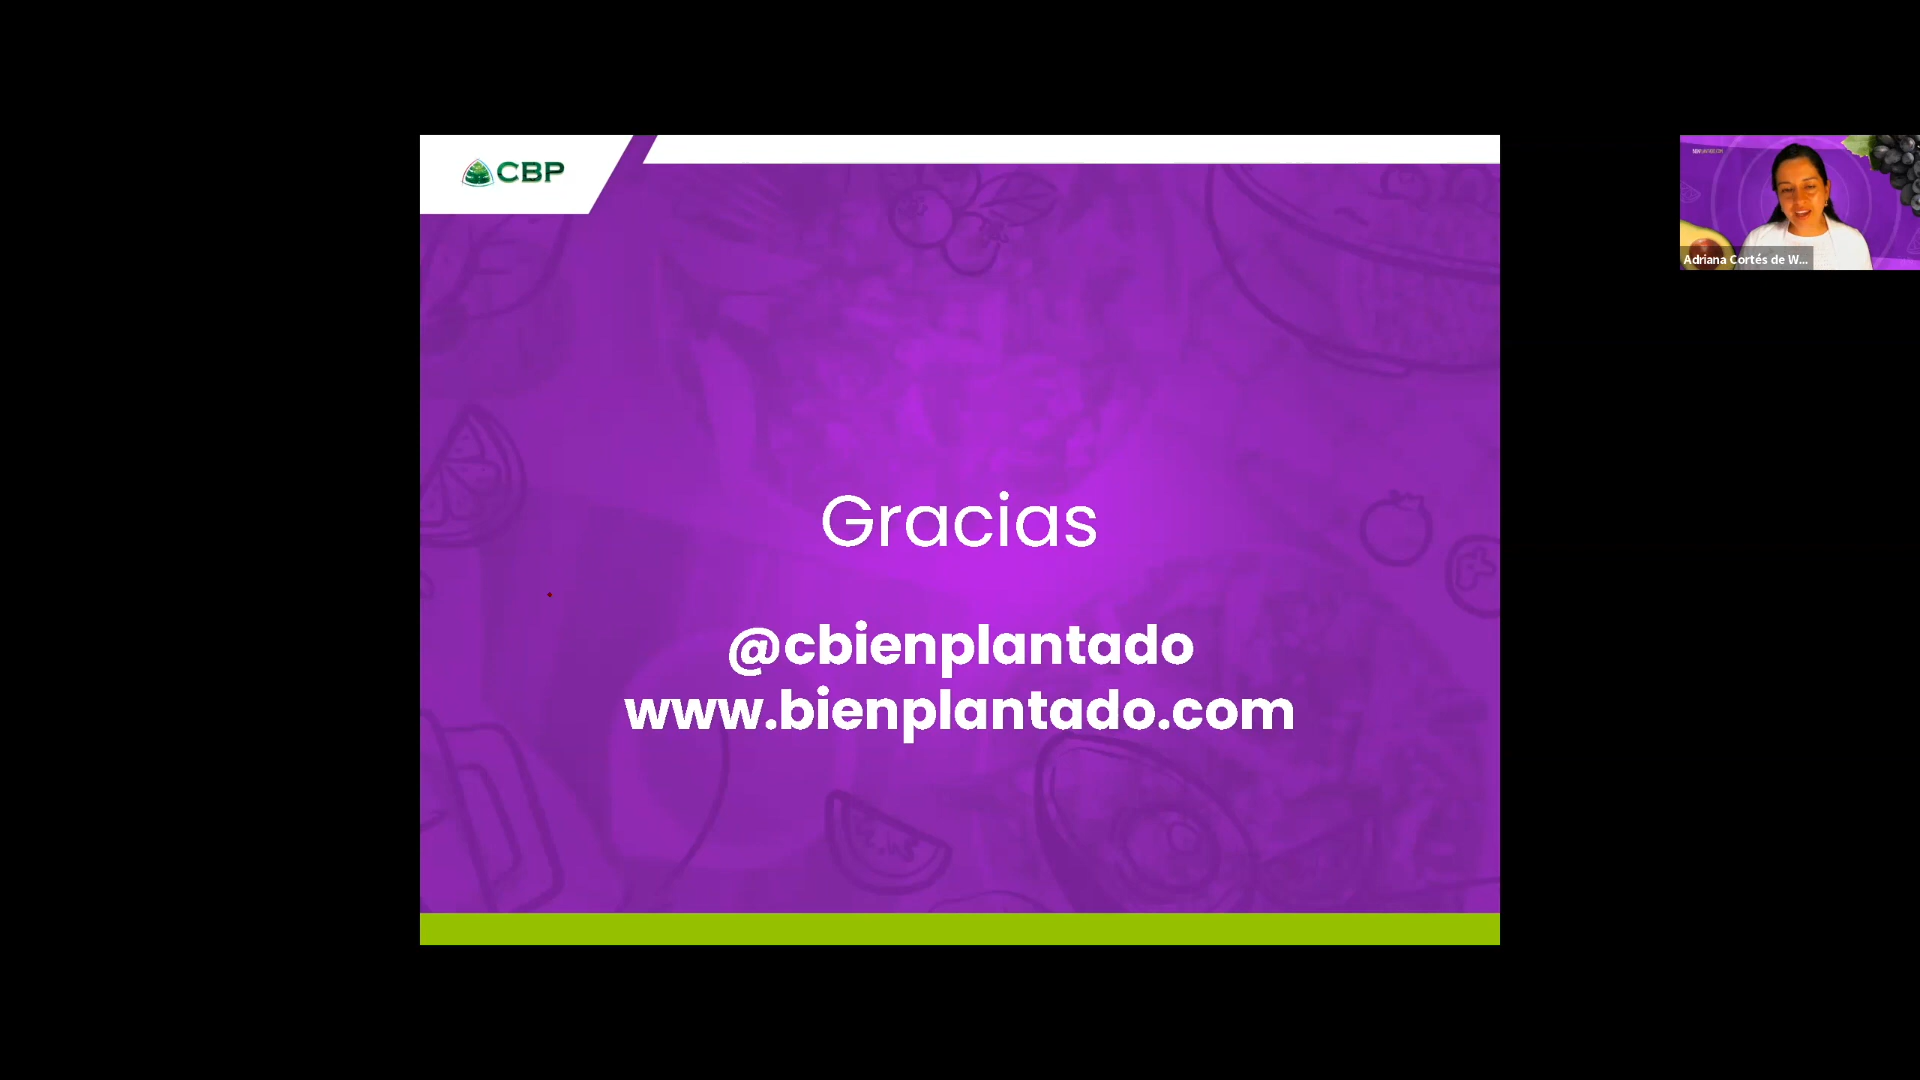 CBP
Gracias
@cbienplantado
www.bienplantado.com
Adriana Cortés de W...